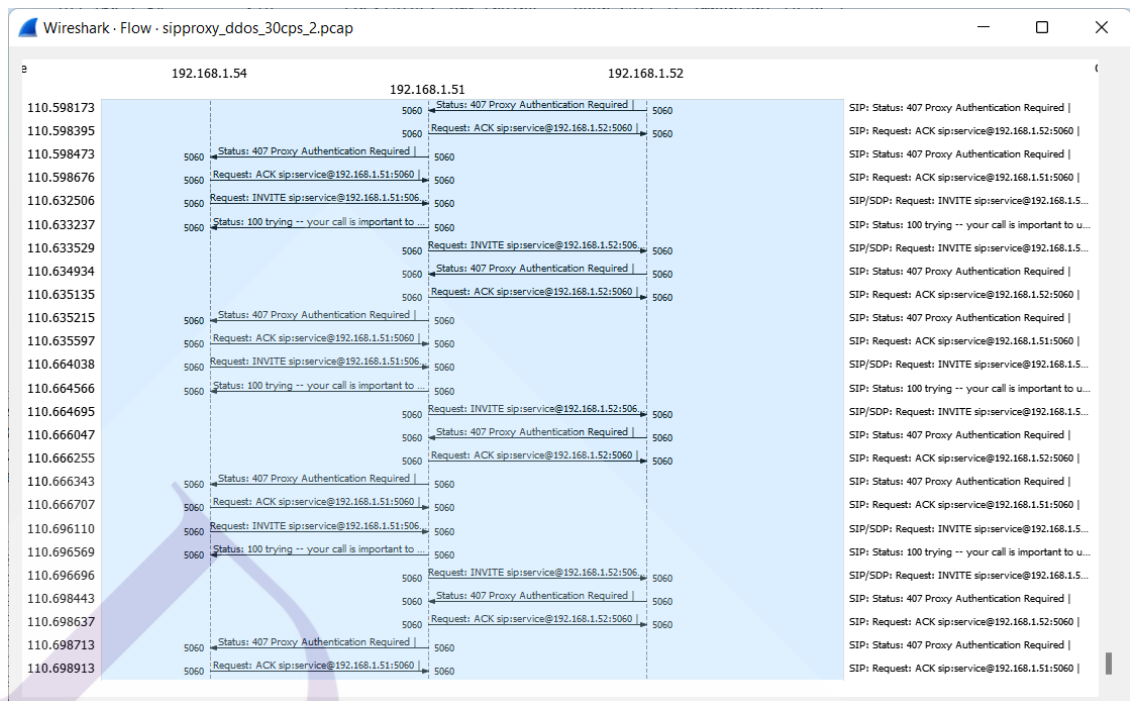 Wireshark · Flow · sipproxy_ddos_30cps_2.pcap
e 192.168.1.54 192.168.1.52
192.168.1.51
110.598173 5060 Status: 407 Proxy Authentication Required | 5060 SIP: Status: 407 Proxy Authentication Required |
110.598395 5060 Request: ACK sip:service@192.168.1.52:5060 | 5060 SIP: Request: ACK sip:service@192.168.1.52:5060 |
110.598473 5060 Status: 407 Proxy Authentication Required | 5060 SIP: Status: 407 Proxy Authentication Required |
110.598676 5060 Request: ACK sip:service@192.168.1.51:5060 | 5060 SIP: Request: ACK sip:service@192.168.1.51:5060 |
110.632506 5060 Request: INVITE sip:service@192.168.1.51:506... 5060 SIP/SDP: Request: INVITE sip:service@192.168.1.5...
110.633237 5060 Status: 100 trying -- your call is important to ... 5060 SIP: Status: 100 trying -- your call is important to u...
110.633529 5060 Request: INVITE sip:service@192.168.1.52:506... 5060 SIP/SDP: Request: INVITE sip:service@192.168.1.5...
110.634934 5060 Status: 407 Proxy Authentication Required | 5060 SIP: Status: 407 Proxy Authentication Required |
110.635135 5060 Request: ACK sip:service@192.168.1.52:5060 | 5060 SIP: Request: ACK sip:service@192.168.1.52:5060 |
110.635215 5060 Status: 407 Proxy Authentication Required | 5060 SIP: Status: 407 Proxy Authentication Required |
110.635597 5060 Request: ACK sip:service@192.168.1.51:5060 | 5060 SIP: Request: ACK sip:service@192.168.1.51:5060 |
110.664038 5060 Request: INVITE sip:service@192.168.1.51:506... 5060 SIP/SDP: Request: INVITE sip:service@192.168.1.5...
110.664566 5060 Status: 100 trying -- your call is important to ... 5060 SIP: Status: 100 trying -- your call is important to u...
110.664695 5060 Request: INVITE sip:service@192.168.1.52:506... 5060 SIP/SDP: Request: INVITE sip:service@192.168.1.5...
110.666047 5060 Status: 407 Proxy Authentication Required | 5060 SIP: Status: 407 Proxy Authentication Required |
110.666255 5060 Request: ACK sip:service@192.168.1.52:5060 | 5060 SIP: Request: ACK sip:service@192.168.1.52:5060 |
110.666343 5060 Status: 407 Proxy Authentication Required | 5060 SIP: Status: 407 Proxy Authentication Required |
110.666707 5060 Request: ACK sip:service@192.168.1.51:5060 | 5060 SIP: Request: ACK sip:service@192.168.1.51:5060 |
110.696110 5060 Request: INVITE sip:service@192.168.1.51:506... 5060 SIP/SDP: Request: INVITE sip:service@192.168.1.5...
110.696569 5060 Status: 100 trying -- your call is important to ... 5060 SIP: Status: 100 trying -- your call is important to u...
110.696696 5060 Request: INVITE sip:service@192.168.1.52:506... 5060 SIP/SDP: Request: INVITE sip:service@192.168.1.5...
110.698443 5060 Status: 407 Proxy Authentication Required | 5060 SIP: Status: 407 Proxy Authentication Required |
110.698637 5060 Request: ACK sip:service@192.168.1.52:5060 | 5060 SIP: Request: ACK sip:service@192.168.1.52:5060 |
110.698713 5060 Status: 407 Proxy Authentication Required | 5060 SIP: Status: 407 Proxy Authentication Required |
110.698913 5060 Request: ACK sip:service@192.168.1.51:5060 | 5060 SIP: Request: ACK sip:service@192.168.1.51:5060 |